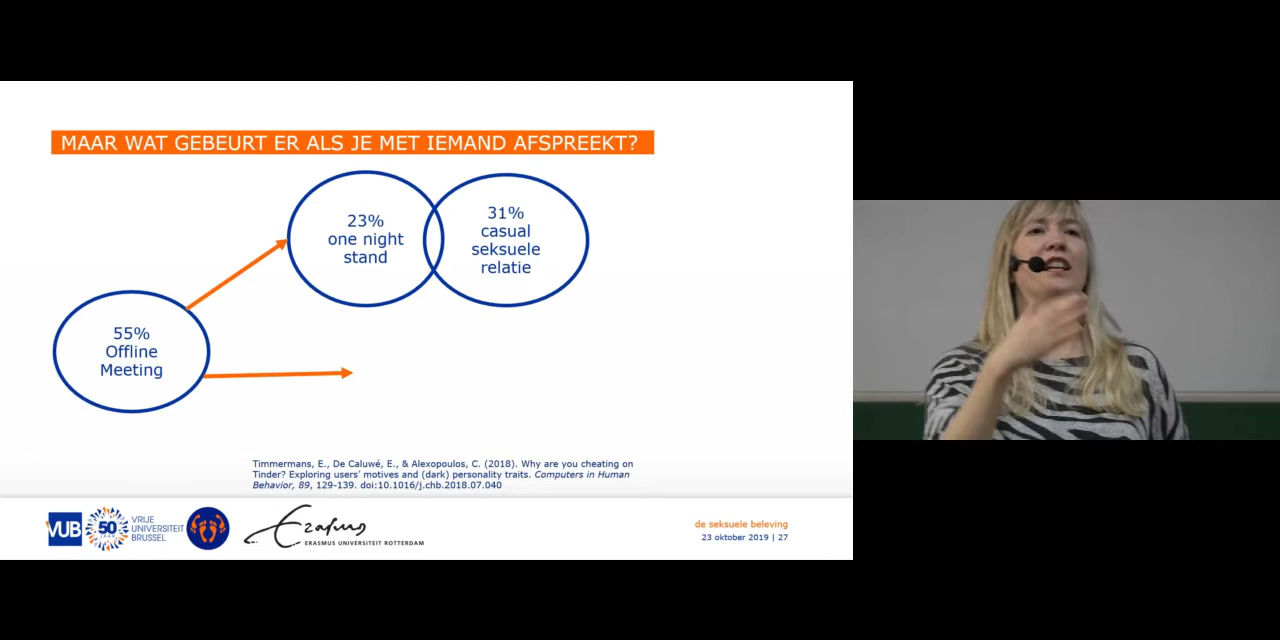 MAAR WAT GEBEURT ER ALS JE MET IEMAND AFSPREEKT?
23%
one night
stand
31%
casual
seksuele
relatie
55%
Offline
Meeting
Timmermans, E., De Caluwé, E., & Alexopoulos, C. (2018). Why are you cheating on
Tinder? Exploring users' motives and (dark) personality traits. Computers in Human
Behavior, 89, 129-139. doi:10.1016/j.chb.2018.07.040
VUB
50
JAAR
VRIJE
UNIVERSITEIT
BRUSSEL
Erasmus
ERASMUS UNIVERSITEIT ROTTERDAM
de seksuele beleving
23 oktober 2019 | 27